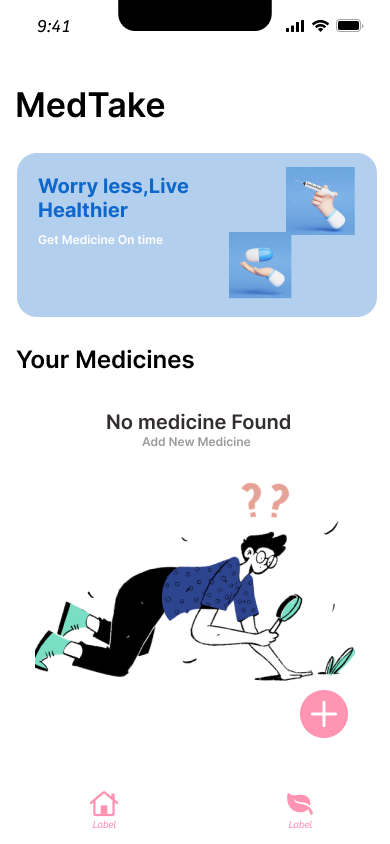 9:41
MedTake
Worry less,Live
Healthier
Get Medicine On time
Your Medicines
No medicine Found
Add New Medicine
??
Label
Label